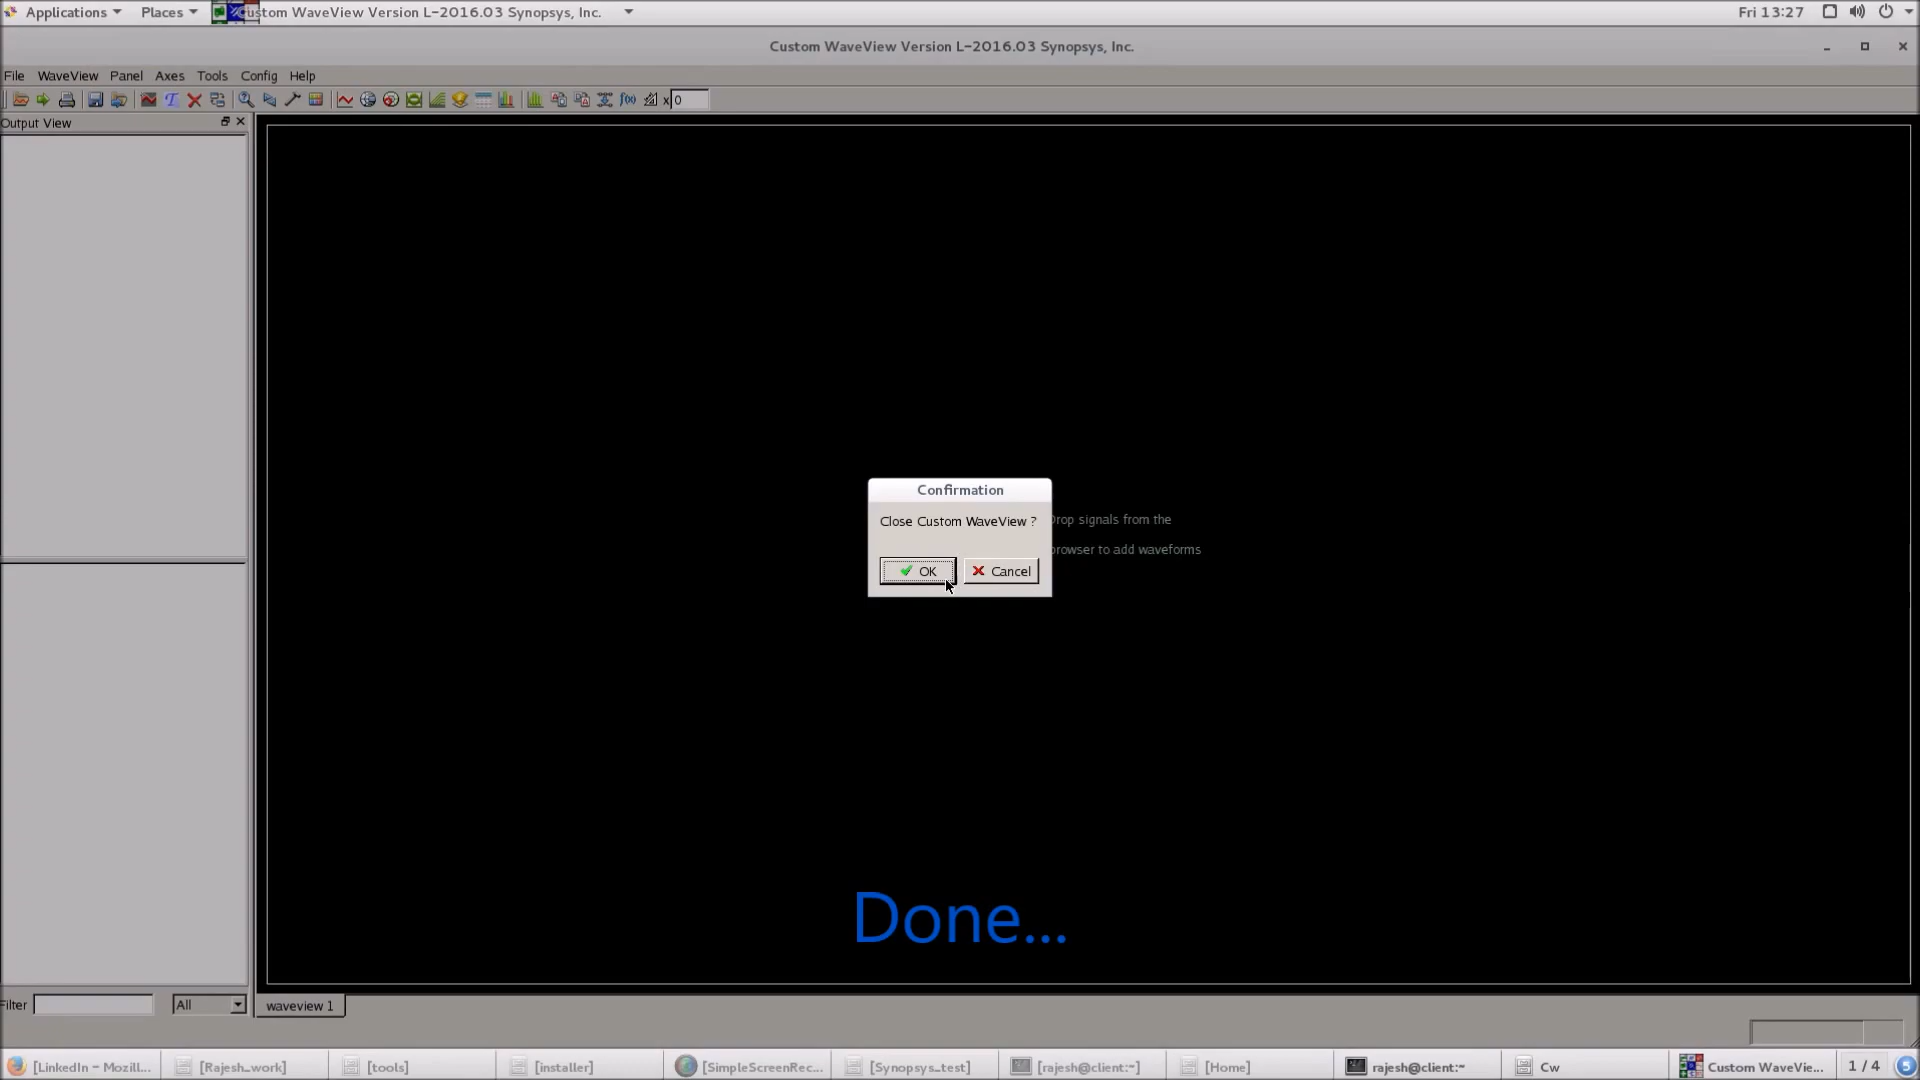 Applications Places ustom WaveView Version L-2016.03 Synopsys, Inc. Fri 13:27
Custom WaveView Version L-2016.03 Synopsys, Inc.
File WaveView Panel Axes Tools Config Help
x 0
Output View
Confirmation
Close Custom WaveView ?
OK Cancel
Drop signals from the
browser to add waveforms
Done...
Filter All waveview 1
[LinkedIn - Mozill... [Rajesh_work] [tools] [installer] [SimpleScreenRec... [Synopsys_test] [rajesh@client:~] [Home] rajesh@client:~ Cw Custom WaveVie... 1 / 4 5